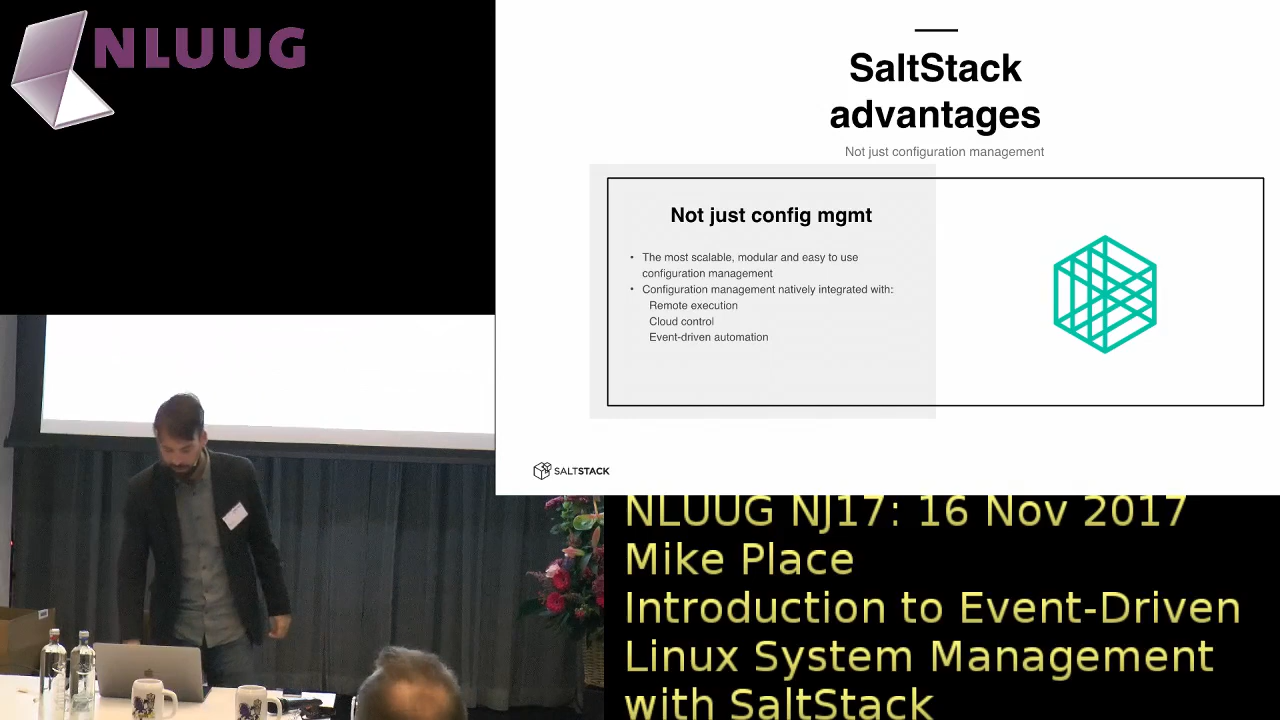 NLUUG
SaltStack
advantages
Not just configuration management
Not just config mgmt
• The most scalable, modular and easy to use
configuration management
• Configuration management natively integrated with:
Remote execution
Cloud control
Event-driven automation
SALTSTACK
NLUUG NJ17: 16 Nov 2017
Mike Place
Introduction to Event-Driven
Linux System Management
with SaltStack